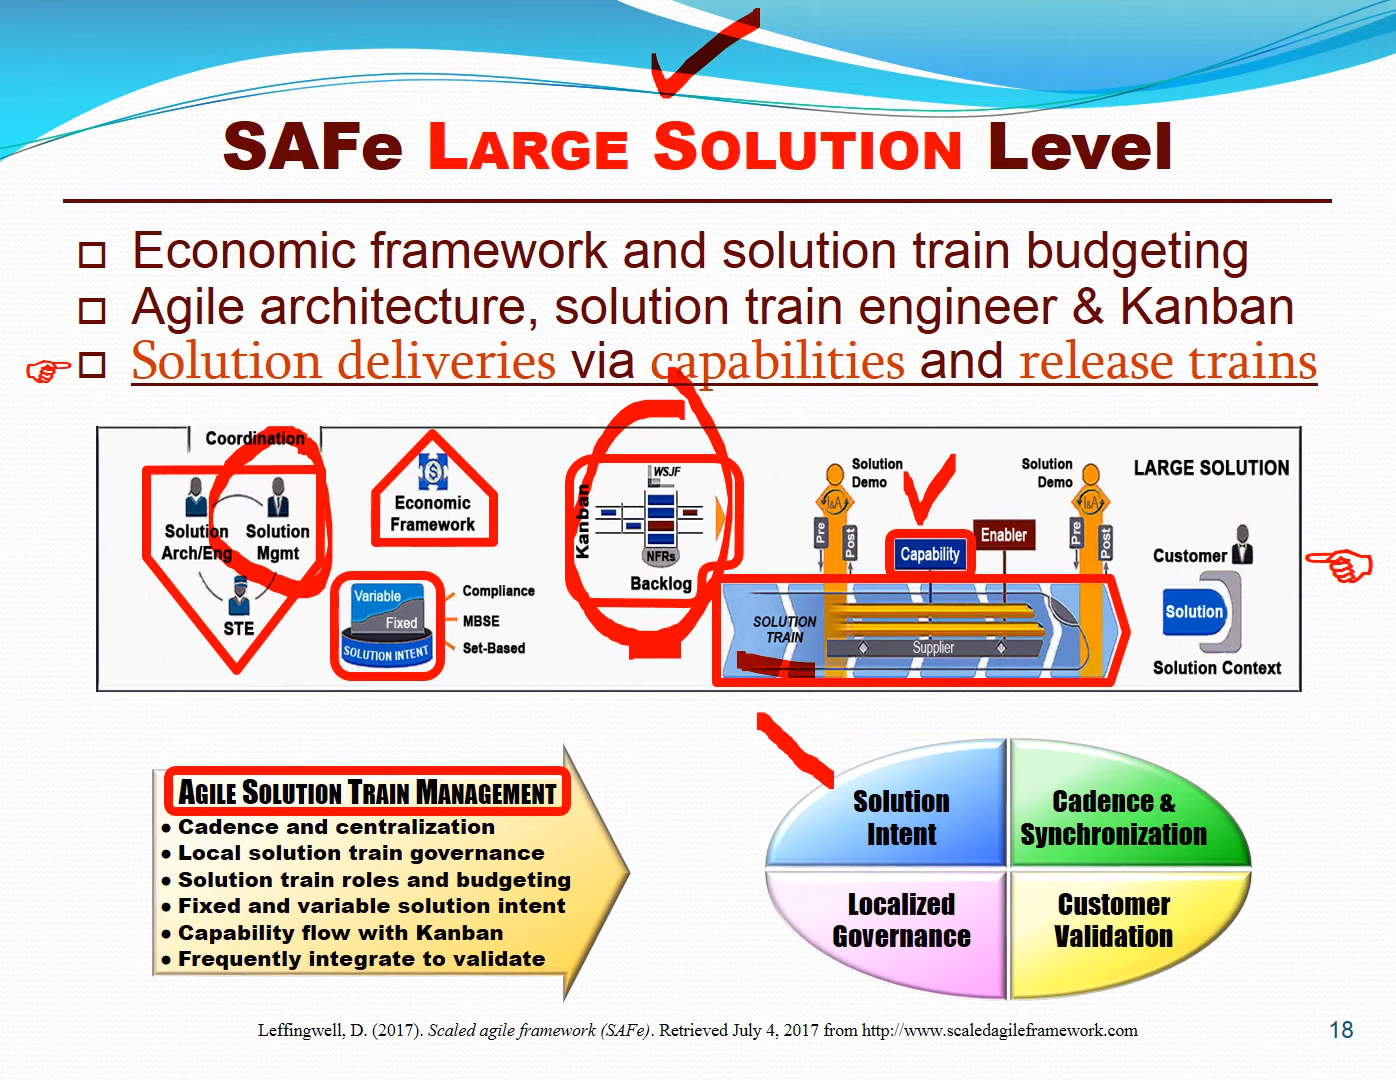 SAFe LARGE SOLUTION Level
Economic framework and solution train budgeting
Agile architecture, solution train engineer & Kanban
Solution deliveries via capabilities and release trains
Coordination
Solution Arch/Eng
Solution Mgmt
STE
Economic Framework
Variable
Fixed
SOLUTION INTENT
Compliance
MBSE
Set-Based
Kanban
WSJF
NFRs
Backlog
Solution Demo
I&A
Pre
Post
Capability
Enabler
Solution Demo
I&A
Pre
Post
SOLUTION TRAIN
Supplier
LARGE SOLUTION
Customer
Solution
Solution Context
AGILE SOLUTION TRAIN MANAGEMENT
● Cadence and centralization
● Local solution train governance
● Solution train roles and budgeting
● Fixed and variable solution intent
● Capability flow with Kanban
● Frequently integrate to validate
Solution Intent
Cadence & Synchronization
Localized Governance
Customer Validation
Leffingwell, D. (2017). Scaled agile framework (SAFe). Retrieved July 4, 2017 from http://www.scaledagileframework.com
18